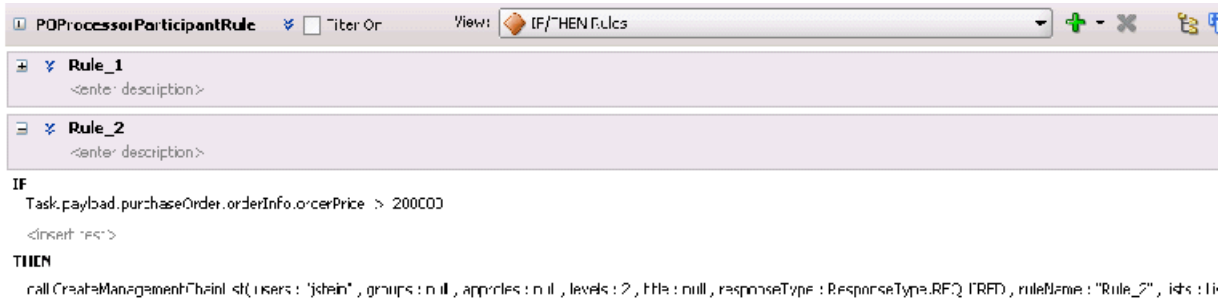 POProcessorParticipantRule Filter On View: IF/THEN Rules
Rule_1
<enter description>
Rule_2
<enter description>
IF
Task.payload.purchaseOrder.orderInfo.orderPrice > 200000
<insert test>
THEN
call CreateManagementChainList( users : "jstein" , groups : null , approles : null , levels : 2 , title : null , responseType : ResponseType.REQUIRED , ruleName : "Rule_2" , lists : Lis